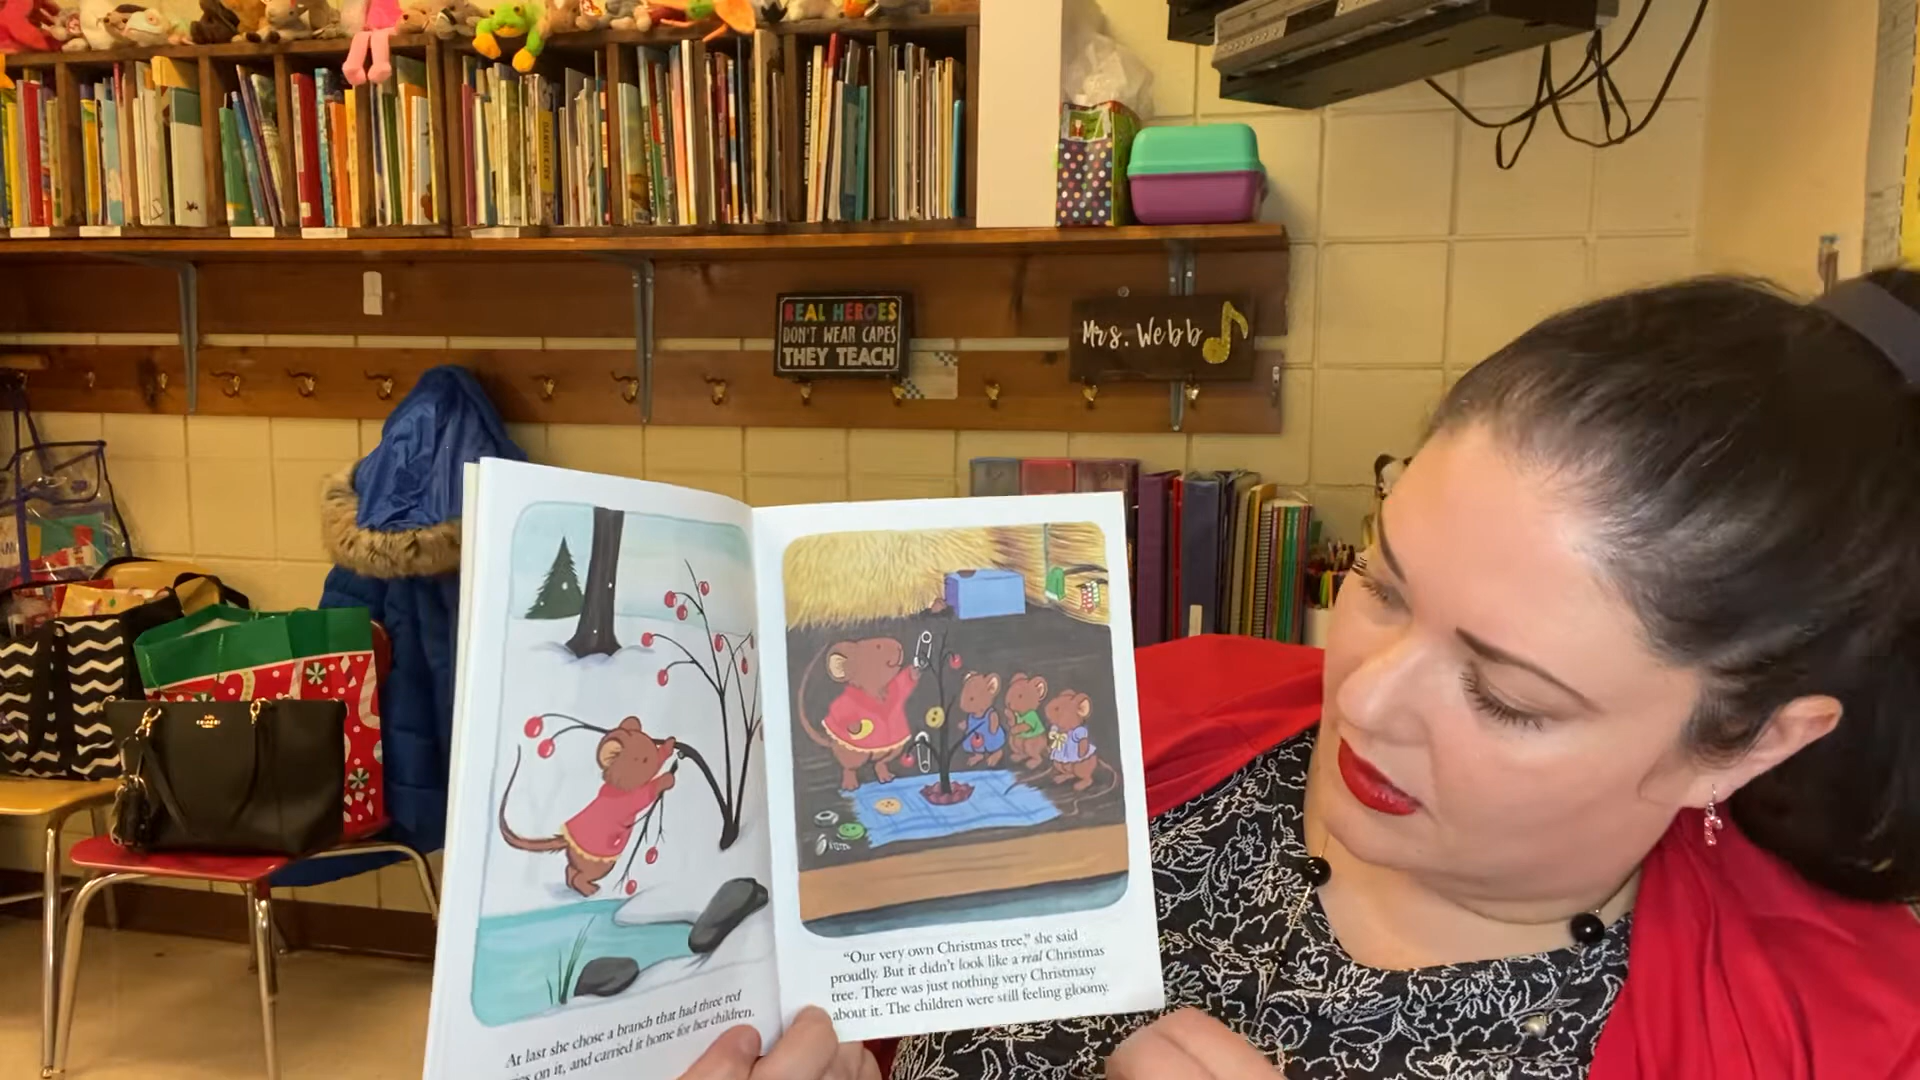 REAL HEROES
DON'T WEAR CAPES
THEY TEACH
Mrs. Webb
COACH
At last she chose a branch that had three red
on it, and carried it home for her children.
"Our very own Christmas tree," she said
proudly. But it didn't look like a real Christmas
tree. There was just nothing very Christmasy
about it. The children were still feeling gloomy.